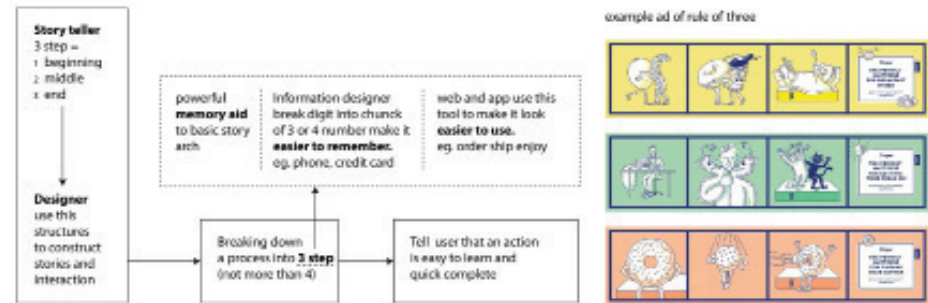 Story teller
3 step =
1 beginning
2 middle
3 end
Designer
use this
structures
to construct
stories and
interaction
powerful
memory aid
to basic story
arch
Information designer
break digit into chunck
of 3 or 4 number make it
easier to remember.
eg. phone, credit card
web and app use this
tool to make it look
easier to use.
eg. order ship enjoy
Breaking down
a process into 3 step
(not more than 4)
Tell user that an action
is easy to learn and
quick complete
example ad of rule of three